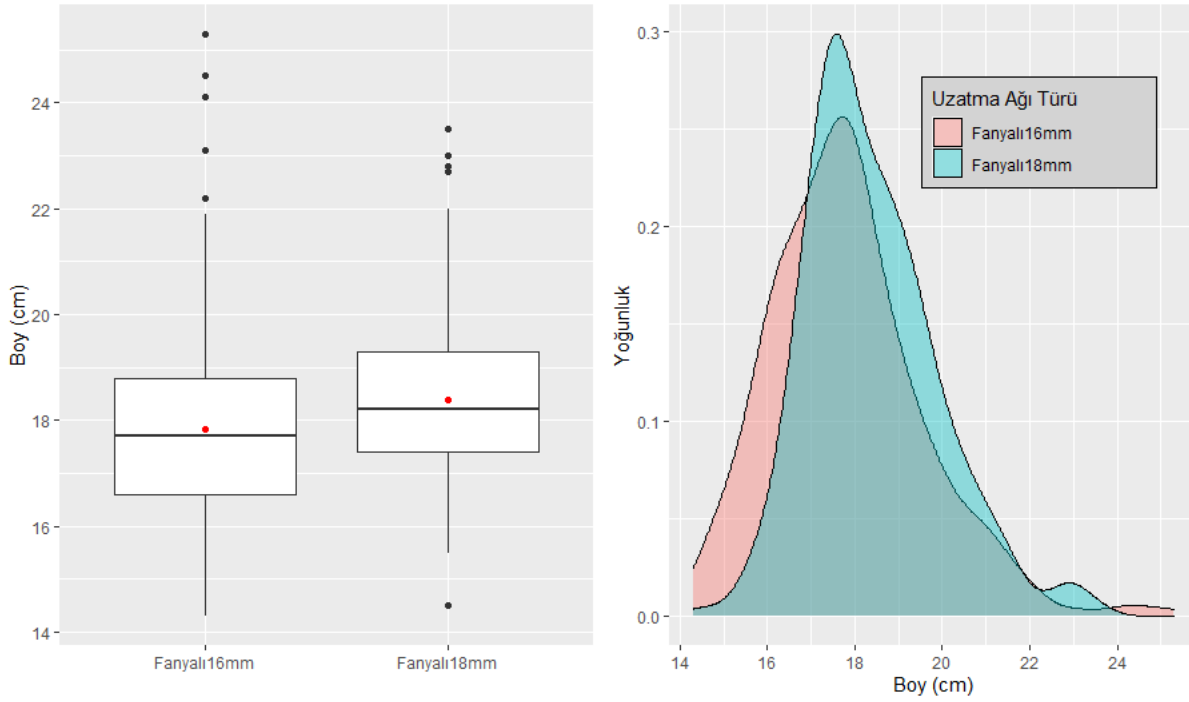 24
22
20
18
16
14
Boy (cm)
Fanyalı16mm
Fanyalı18mm
0.3
0.2
0.1
0.0
Yoğunluk
Uzatma Ağı Türü
Fanyalı16mm
Fanyalı18mm
14 16 18 20 22 24
Boy (cm)